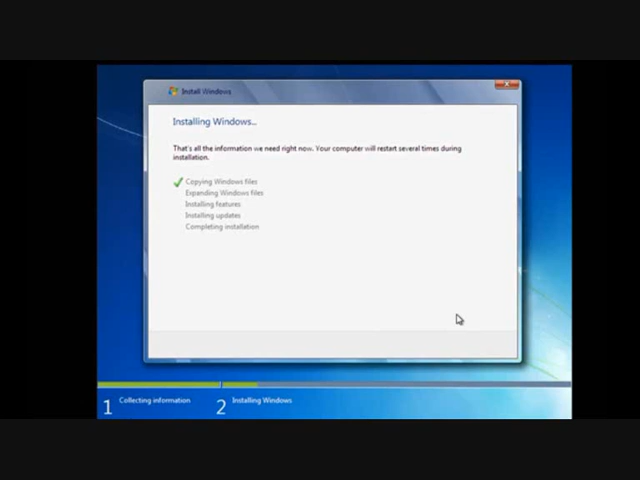 Install Windows
Installing Windows...
That's all the information we need right now. Your computer will restart several times during
installation.
Copying Windows files
Expanding Windows files
Installing features
Installing updates
Completing installation
1 Collecting information
2 Installing Windows